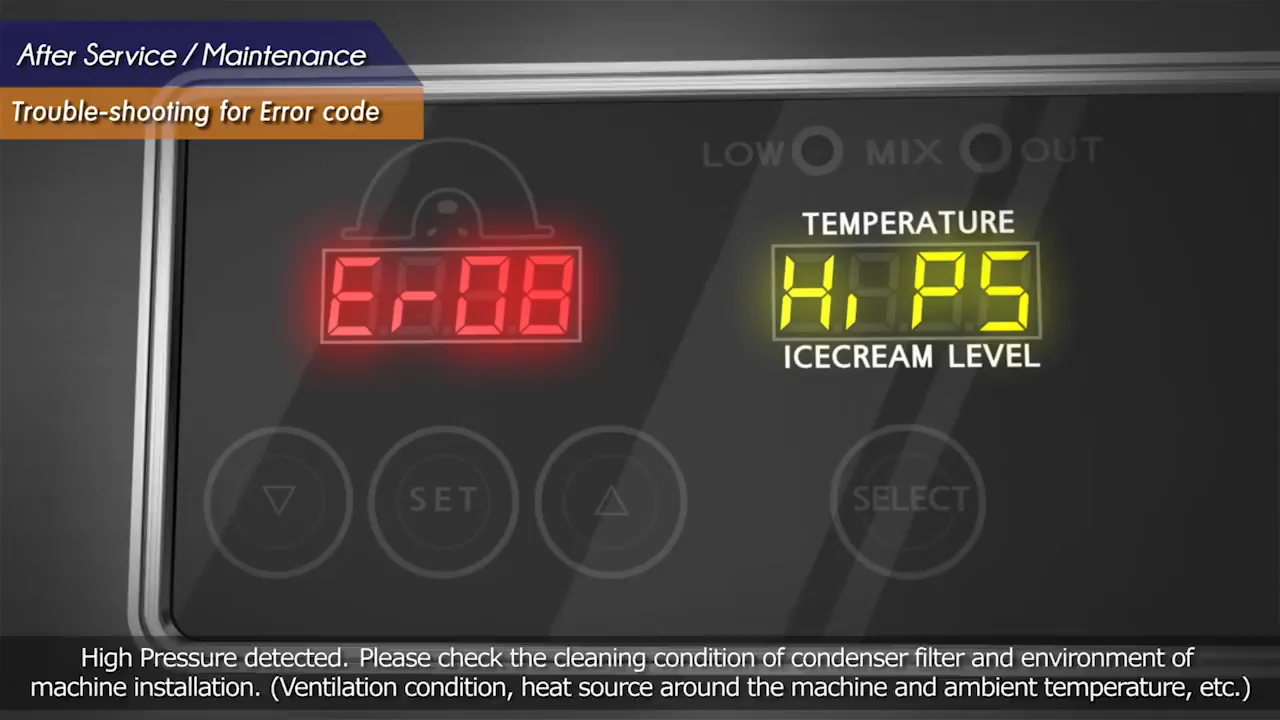 After Service / Maintenance
Trouble-shooting for Error code
LOW MIX OUT
TEMPERATURE
Er08
Hi PS
ICECREAM LEVEL
SET
SELECT
High Pressure detected. Please check the cleaning condition of condenser filter and environment of
machine installation. (Ventilation condition, heat source around the machine and ambient temperature, etc.)